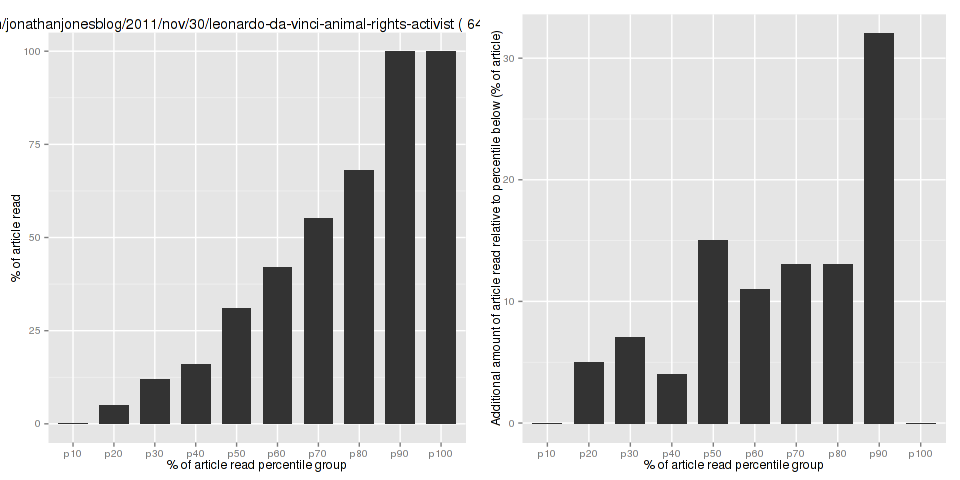 /jonathanjonesblog/2011/nov/30/leonardo-da-vinci-animal-rights-activist ( 64
100
75
50
25
0
% of article read
p10 p20 p30 p40 p50 p60 p70 p80 p90 p100
% of article read percentile group
30
20
10
0
Additional amount of article read relative to percentile below (% of article)
p10 p20 p30 p40 p50 p60 p70 p80 p90 p100
% of article read percentile group